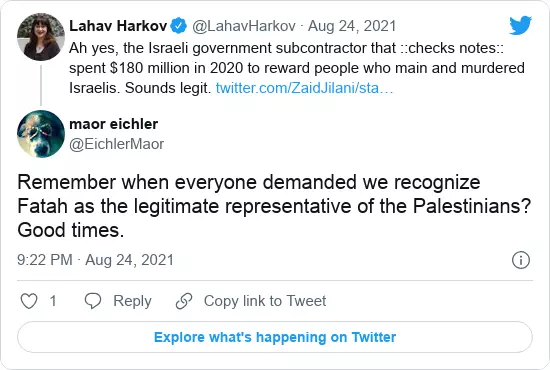 Lahav Harkov @LahavHarkov · Aug 24, 2021
Ah yes, the Israeli government subcontractor that ::checks notes::
spent $180 million in 2020 to reward people who main and murdered
Israelis. Sounds legit. twitter.com/ZaidJilani/sta…
maor eichler
@EichlerMaor
Remember when everyone demanded we recognize
Fatah as the legitimate representative of the Palestinians?
Good times.
9:22 PM · Aug 24, 2021
1 Reply Copy link to Tweet
Explore what's happening on Twitter